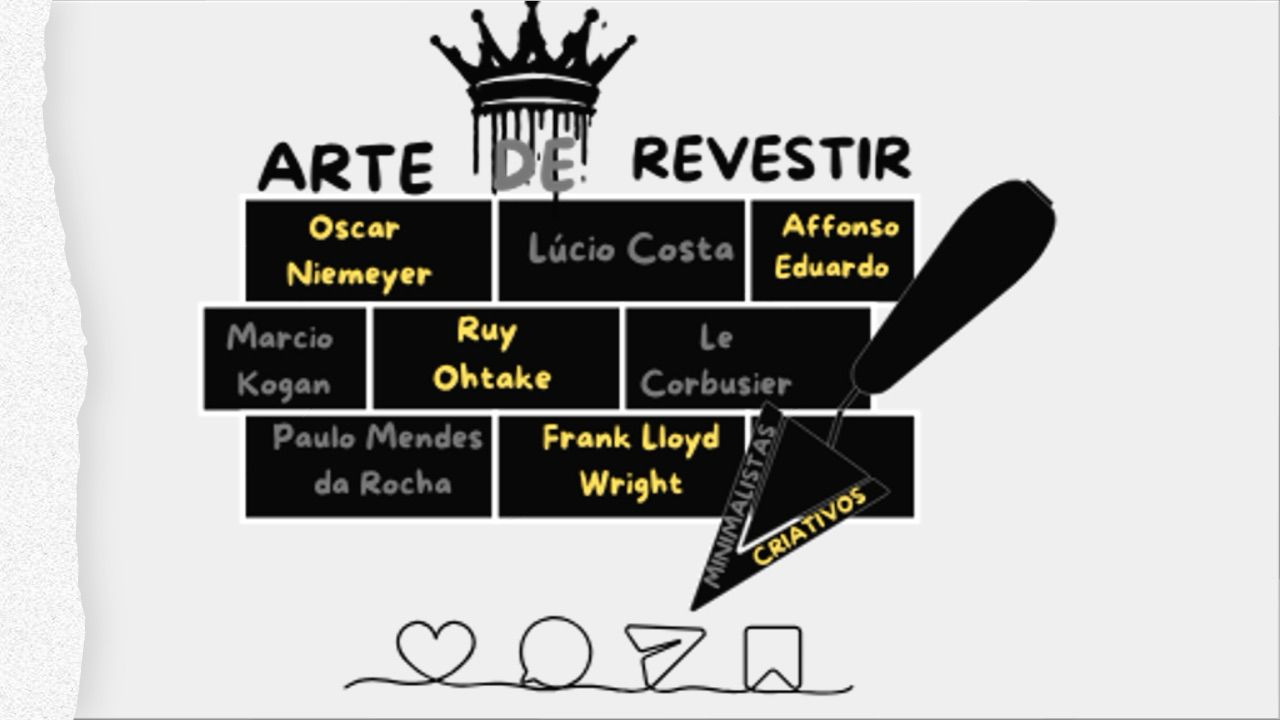 ARTE DE REVESTIR
Oscar
Niemeyer
Lúcio Costa
Affonso
Eduardo
Marcio
Kogan
Ruy
Ohtake
Le
Corbusier
Paulo Mendes
da Rocha
Frank Lloyd
Wright
MINIMALISTAS
CRIATIVOS